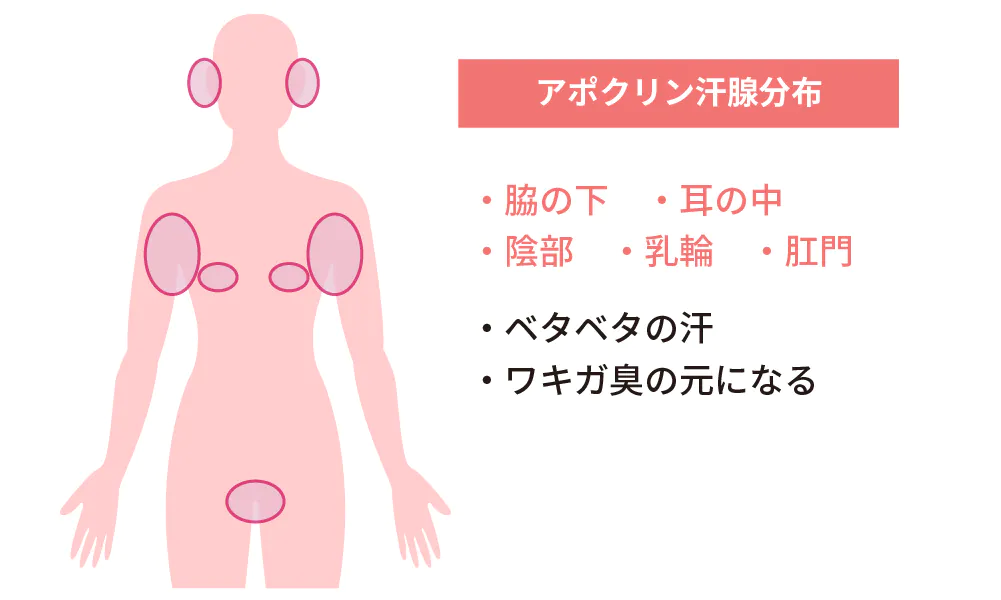 アポクリン汗腺分布
・脇の下　・耳の中
・陰部　・乳輪　・肛門
・ベタベタの汗
・ワキガ臭の元になる